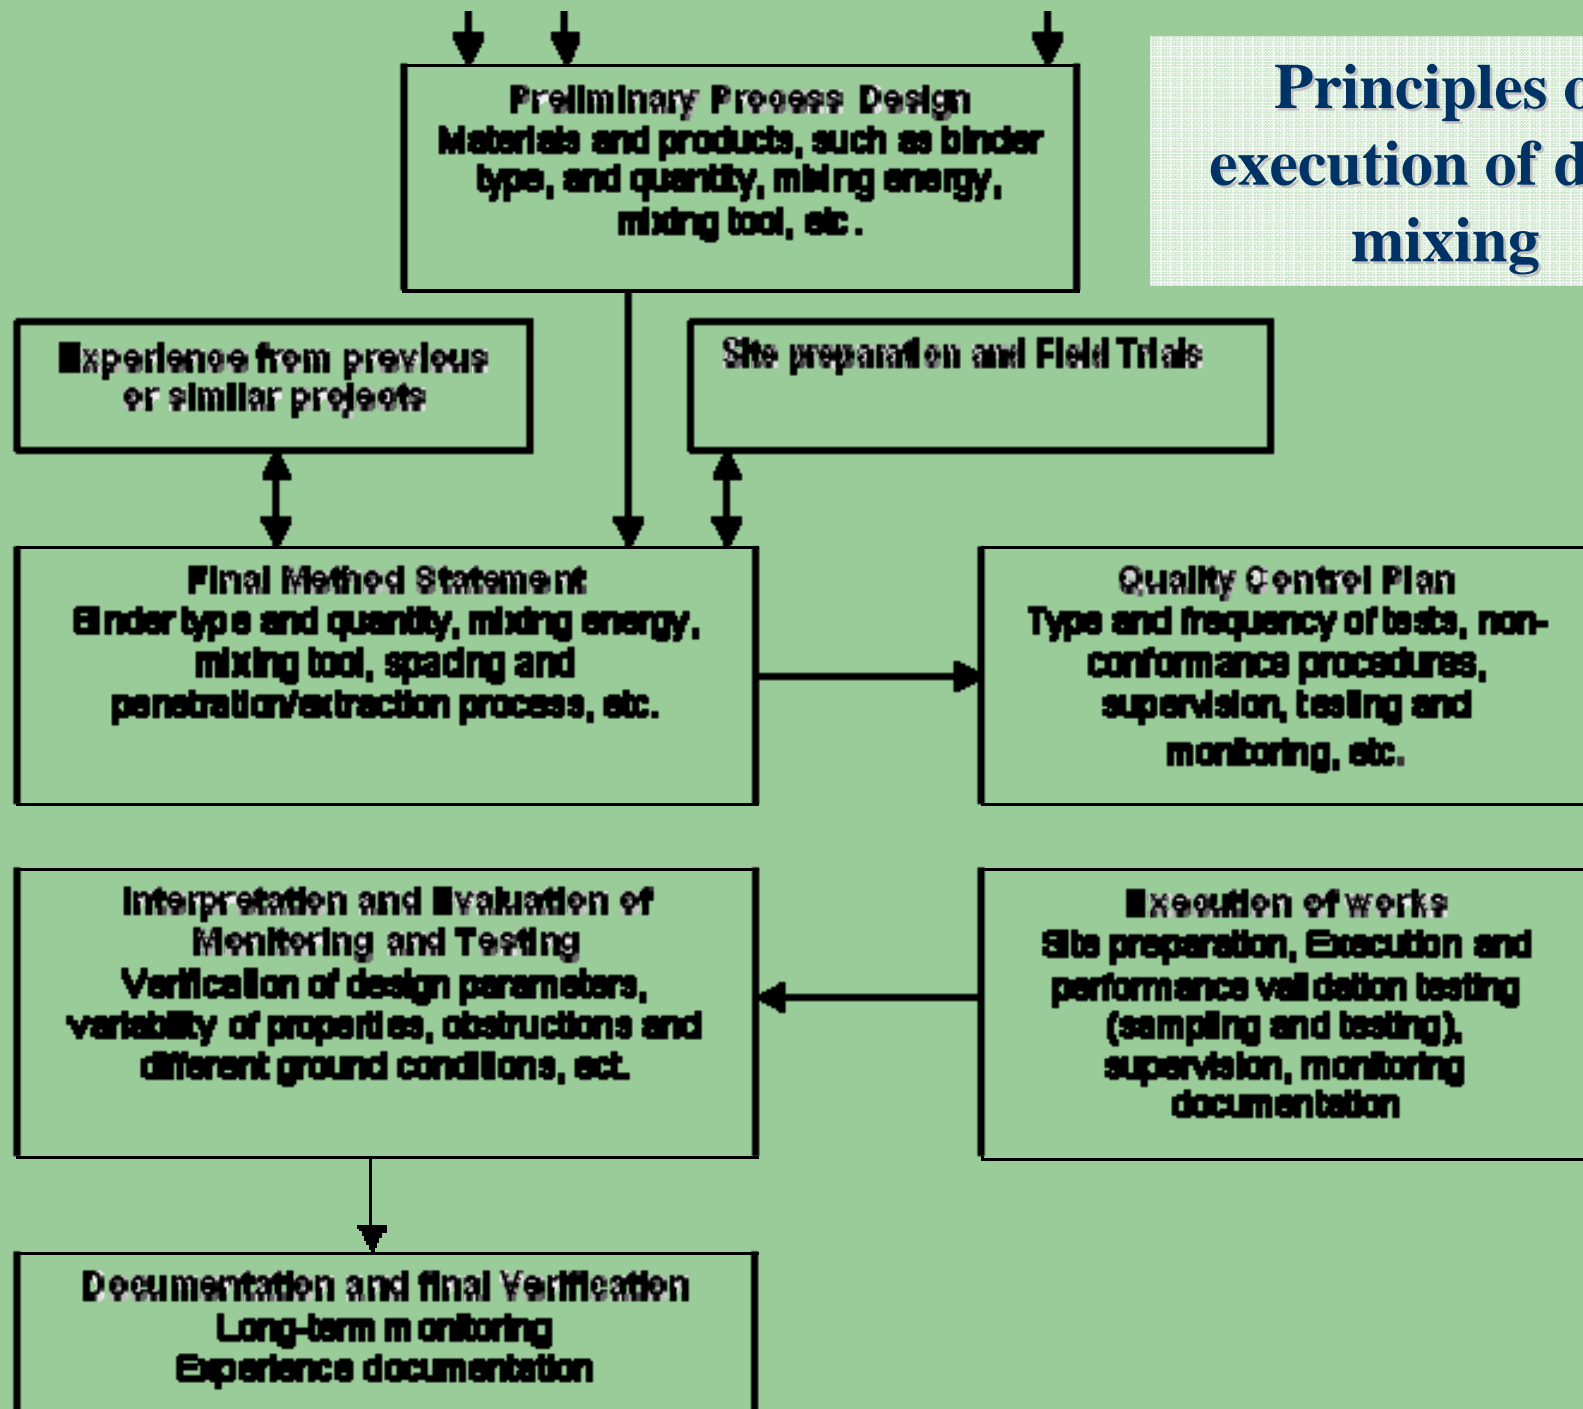 Preliminary Process Design
Materials and products, such as binder
type, and quantity, mixing energy,
mixing tool, etc.
Principles o
execution of d
mixing
Experience from previous
or similar projects
Site preparation and Field Trials
Final Method Statement
Binder type and quantity, mixing energy,
mixing tool, spacing and
penetration/extraction process, etc.
Quality Control Plan
Type and frequency of tests, non-
conformance procedures,
supervision, testing and
monitoring, etc.
Interpretation and Evaluation of
Monitoring and Testing
Verification of design parameters,
variability of properties, obstructions and
different ground conditions, ect.
Execution of works
Site preparation, Execution and
performance validation testing
(sampling and testing),
supervision, monitoring
documentation
Documentation and final Verification
Long-term monitoring
Experience documentation